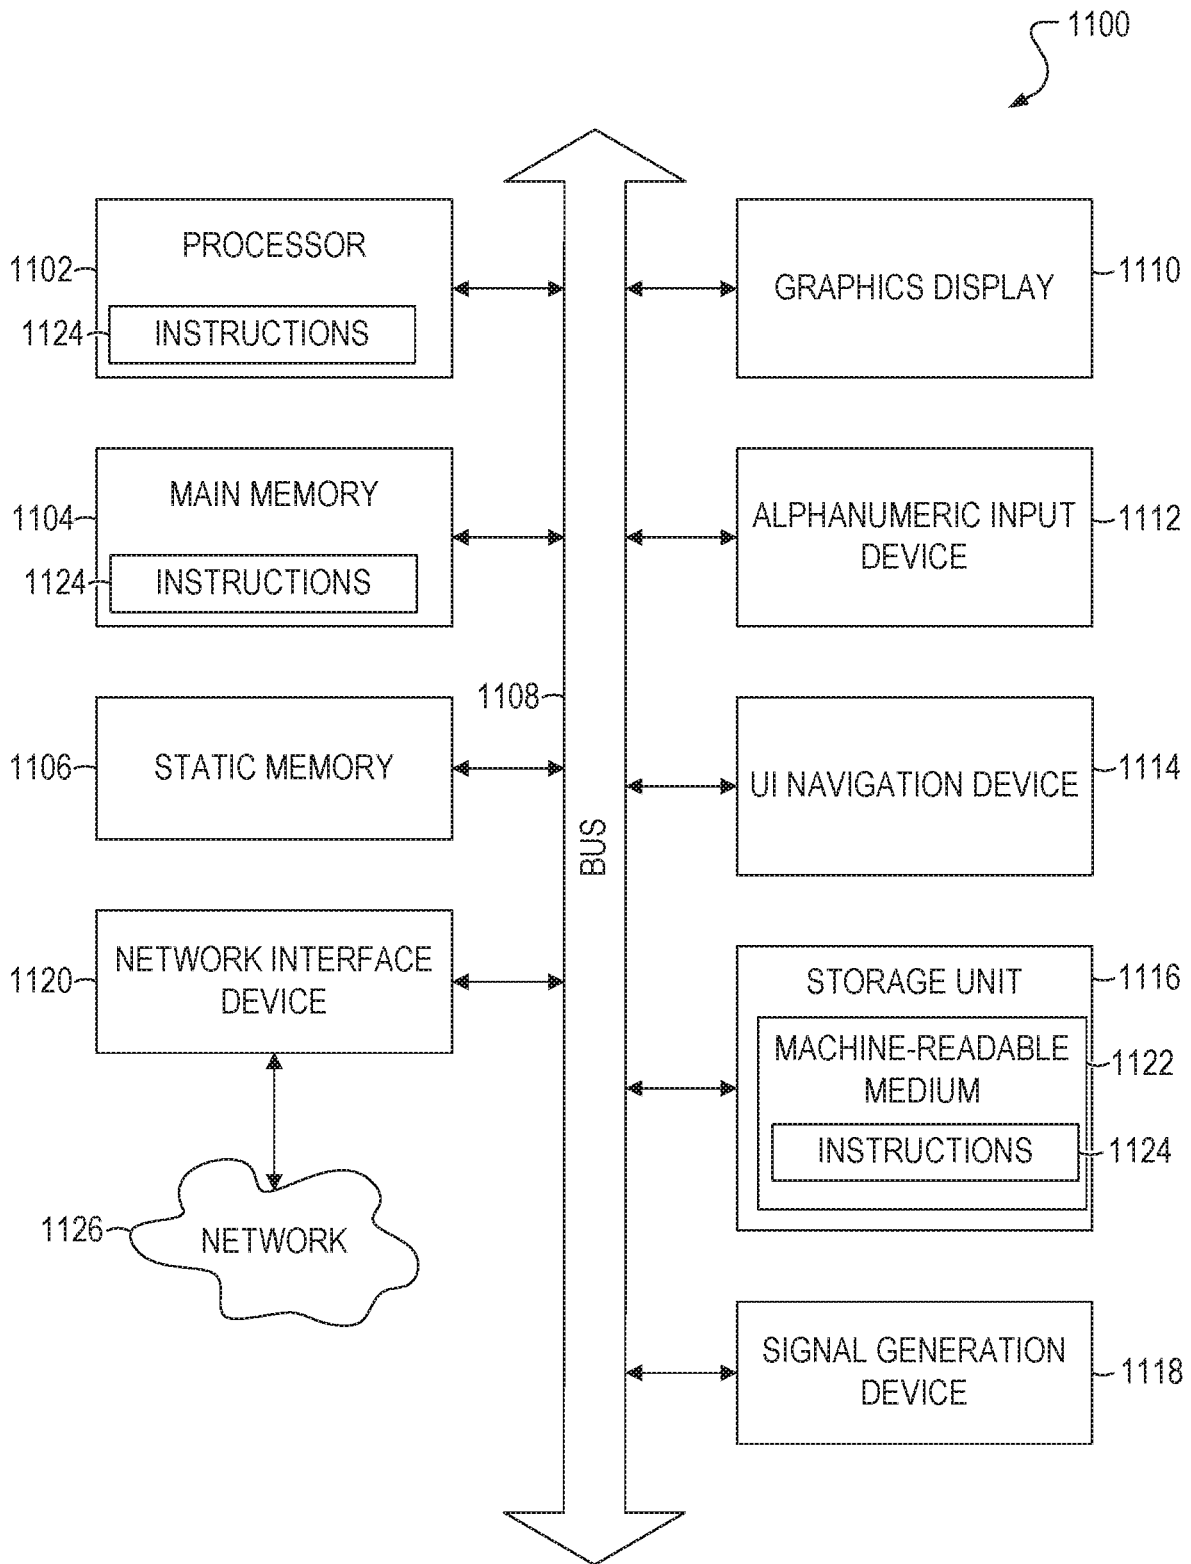 1100
PROCESSOR
1102
1124
INSTRUCTIONS
GRAPHICS DISPLAY
1110
MAIN MEMORY
1104
1124
INSTRUCTIONS
ALPHANUMERIC INPUT
DEVICE
1112
1108
STATIC MEMORY
1106
UI NAVIGATION DEVICE
1114
BUS
NETWORK INTERFACE
DEVICE
1120
STORAGE UNIT
1116
MACHINE-READABLE
MEDIUM
1122
INSTRUCTIONS
1124
1126
NETWORK
SIGNAL GENERATION
DEVICE
1118